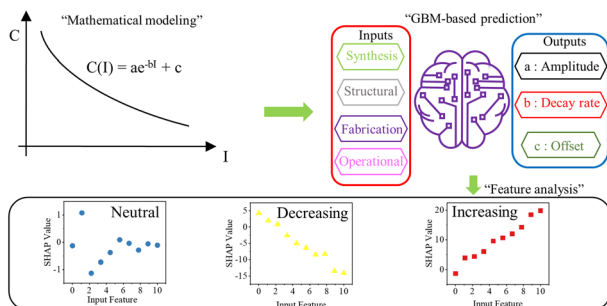 “Mathematical modeling”
C
C(I) = ae-bI + c
I
“GBM-based prediction”
Inputs
Synthesis
Structural
Fabrication
Operational
Outputs
a : Amplitude
b : Decay rate
c : Offset
“Feature analysis”
Neutral
SHAP Value
1
0
-1
0 2 4 6 8 10
Input Feature
Decreasing
SHAP Value
5
0
-5
-10
-15
0 2 4 6 8 10
Input Feature
Increasing
SHAP Value
20
15
10
5
0
0 2 4 6 8 10
Input Feature